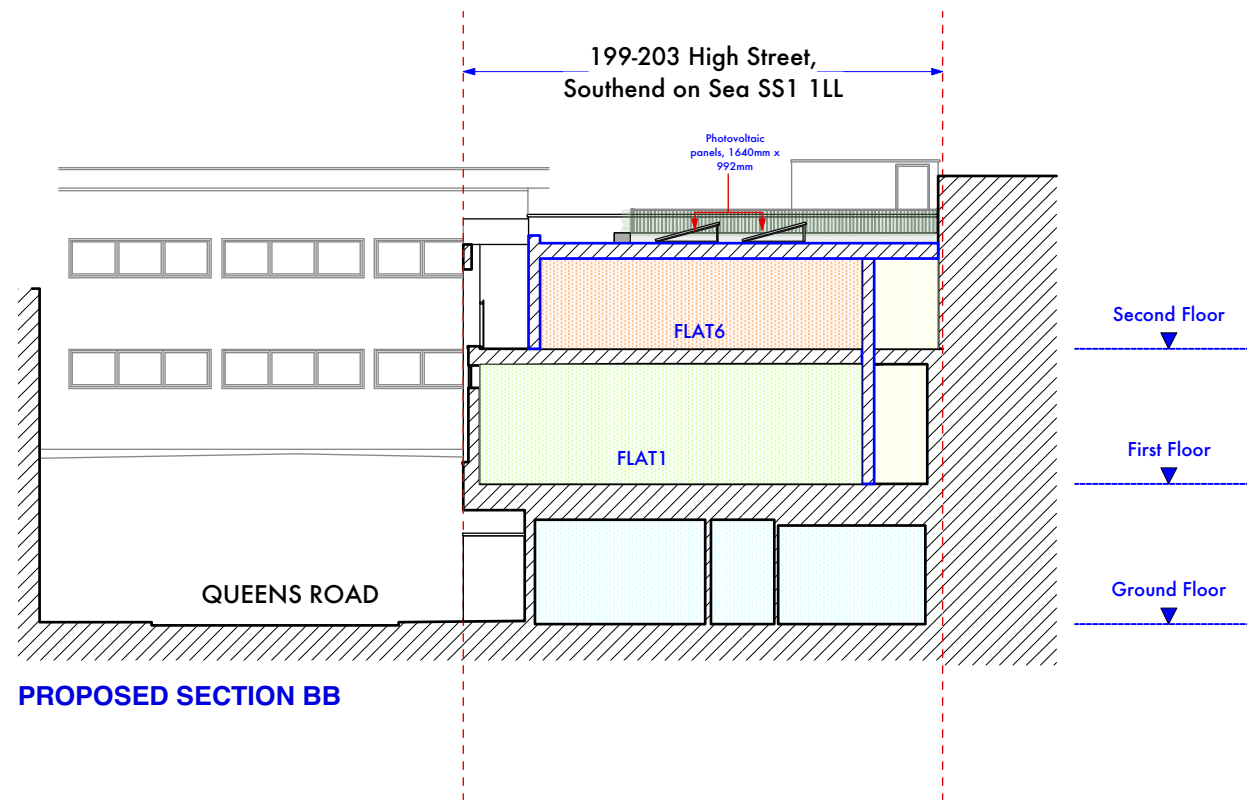 199-203 High Street,
Southend on Sea SS1 1LL
Photovoltaic
panels, 1640mm x
992mm
Second Floor
FLAT6
First Floor
FLAT1
Ground Floor
QUEENS ROAD
PROPOSED SECTION BB